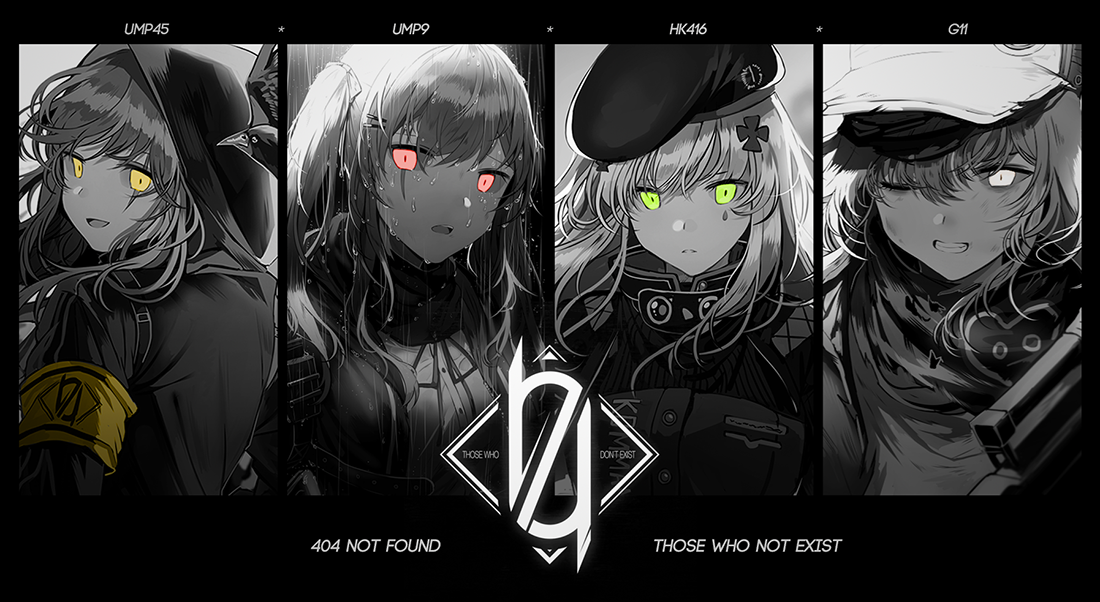 UMP45 * UMP9 * HK416 * G11
THOSE WHO DON'T EXIST
404 NOT FOUND THOSE WHO NOT EXIST